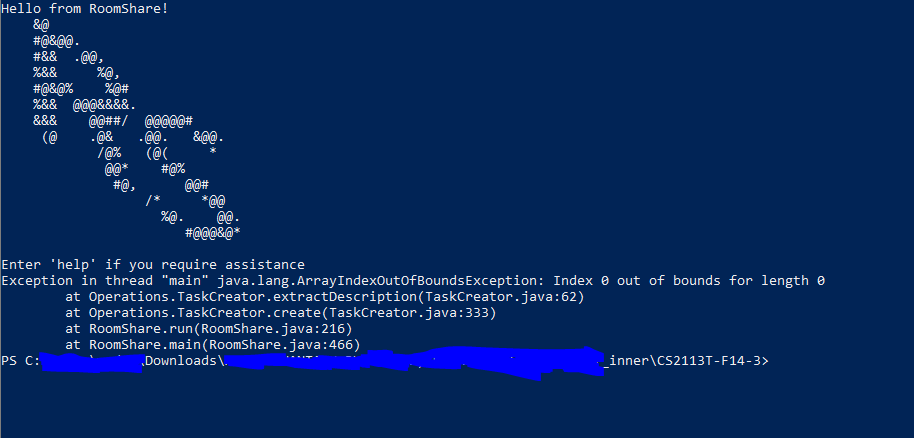 Hello from RoomShare!
    &@
    #@&@@.
    #&&  .@@,
    %&&     %@,
    #@&@%    %@#
    %&&  @@@&&&&.
    &&&    @@##/  @@@@@#
     (@    .@&   .@@.   &@@.
            /@%   (@(     *
             @@*    #@%
              #@,      @@#
                  /*     *@@
                    %@.    @@.
                       #@@@&@*
Enter 'help' if you require assistance
Exception in thread "main" java.lang.ArrayIndexOutOfBoundsException: Index 0 out of bounds for length 0
        at Operations.TaskCreator.extractDescription(TaskCreator.java:62)
        at Operations.TaskCreator.create(TaskCreator.java:333)
        at RoomShare.run(RoomShare.java:216)
        at RoomShare.main(RoomShare.java:466)
PS C:\Downloads\_inner\CS2113T-F14-3>